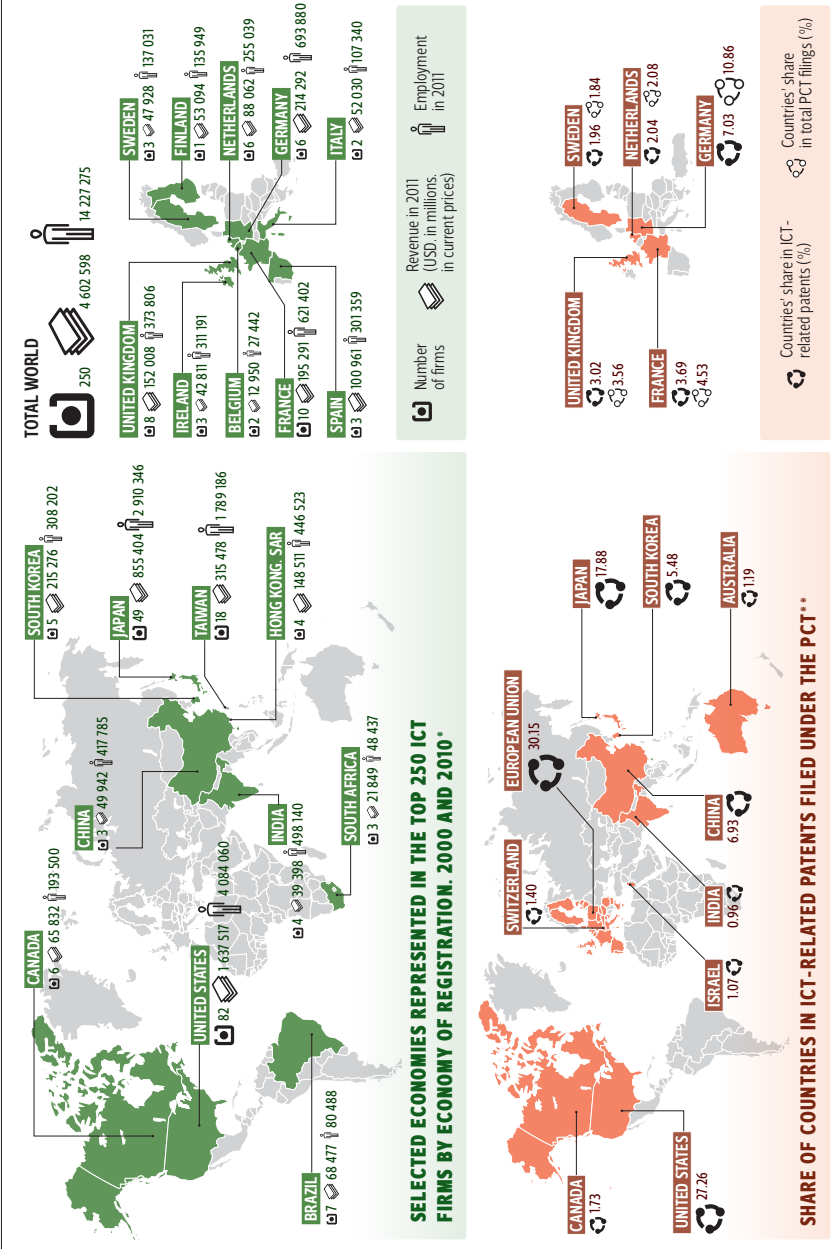 CANADA
6 65 832 193 500
UNITED STATES
82 1 637 517 4 084 060
BRAZIL
7 68 477 80 488
CHINA
3 49 942 417 785
INDIA
4 39 398 498 140
SOUTH AFRICA
3 21849 48 437
SOUTH KOREA
5 215 276 308 202
JAPAN
49 855 404 2 910 346
TAIWAN
18 315 478 1 789 186
HONG KONG. SAR
4 148 511 446 523
SELECTED ECONOMIES REPRESENTED IN THE TOP 250 ICT
FIRMS BY ECONOMY OF REGISTRATION. 2000 AND 2010*
TOTAL WORLD
250 4 602 598 14 227 275
UNITED KINGDOM
8 152 008 373 806
IRELAND
3 42 811 311 191
BELGIUM
2 12 950 27 442
FRANCE
10 195 291 621 402
SPAIN
3 100 961 301 359
SWEDEN
3 47 928 137 031
FINLAND
1 53 094 135 949
NETHERLANDS
6 88 062 255 039
GERMANY
6 214 292 693 880
ITALY
2 52 030 107 340
Number
of firms
Revenue in 2011
(USD. in millions.
in current prices)
Employment
in 2011
CANADA
1.73
UNITED STATES
27.26
SWITZERLAND
1.40
EUROPEAN UNION
30.15
ISRAEL
1.07
INDIA
0.96
CHINA
6.93
JAPAN
17.88
SOUTH KOREA
5.48
AUSTRALIA
1.19
SHARE OF COUNTRIES IN ICT-RELATED PATENTS FILED UNDER THE PCT**
UNITED KINGDOM
3.02
3.56
FRANCE
3.69
4.53
SWEDEN
1.96 1.84
NETHERLANDS
2.04 2.08
GERMANY
7.03 10.86
Countries' share in ICT-
related patents (%)
Countries' share
in total PCT filings (%)